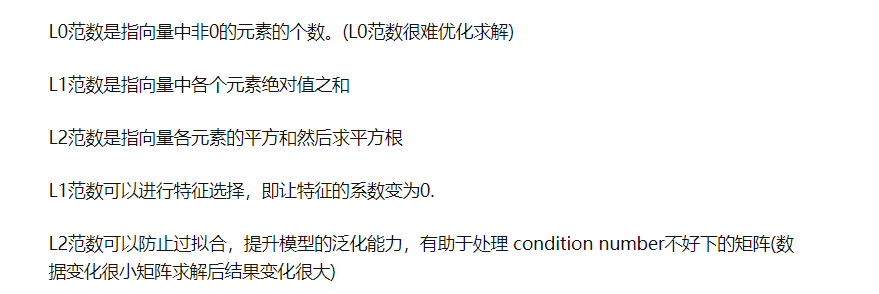 L0范数是指向量中非0的元素的个数。(L0范数很难优化求解)
L1范数是指向量中各个元素绝对值之和
L2范数是指向量各元素的平方和然后求平方根
L1范数可以进行特征选择，即让特征的系数变为0.
L2范数可以防止过拟合，提升模型的泛化能力，有助于处理 condition number不好下的矩阵(数
据变化很小矩阵求解后结果变化很大)